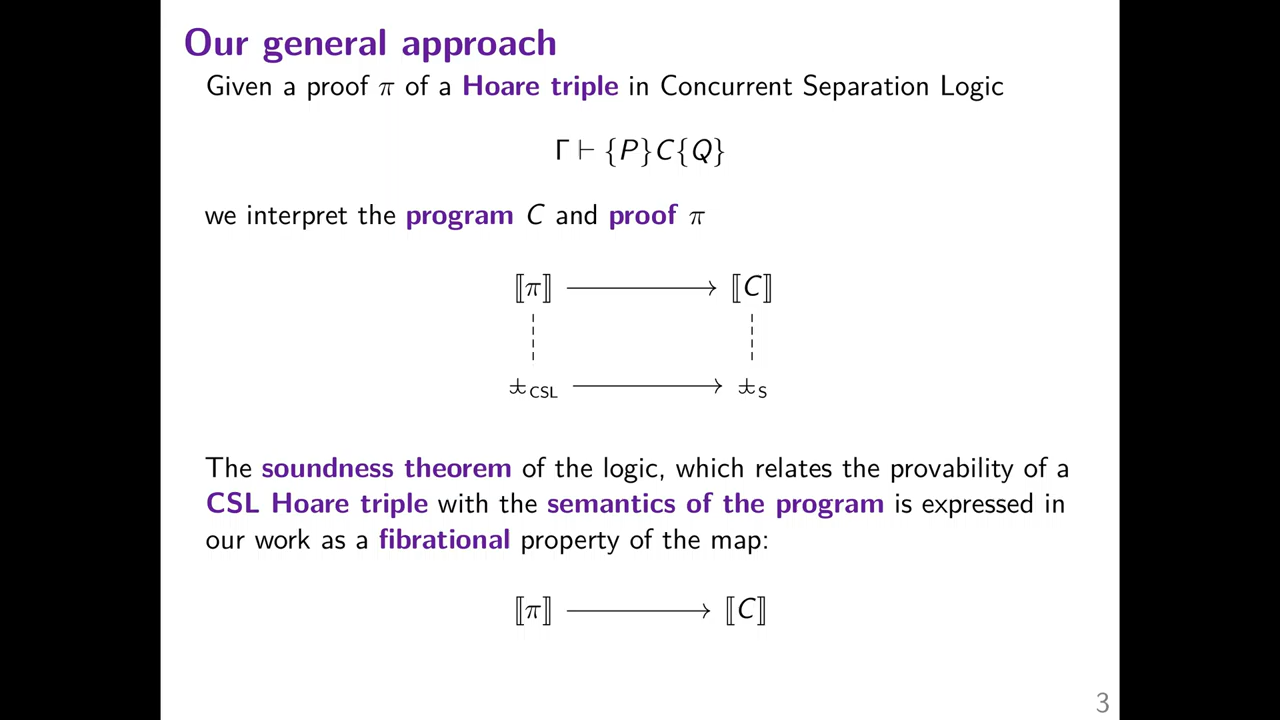 Our general approach
Given a proof π of a Hoare triple in Concurrent Separation Logic
Γ ⊢ {P}C{Q}
we interpret the program C and proof π
⟦π⟧ ⟶ ⟦C⟧
CSL ⟶ S
The soundness theorem of the logic, which relates the provability of a
CSL Hoare triple with the semantics of the program is expressed in
our work as a fibrational property of the map:
⟦π⟧ ⟶ ⟦C⟧
3